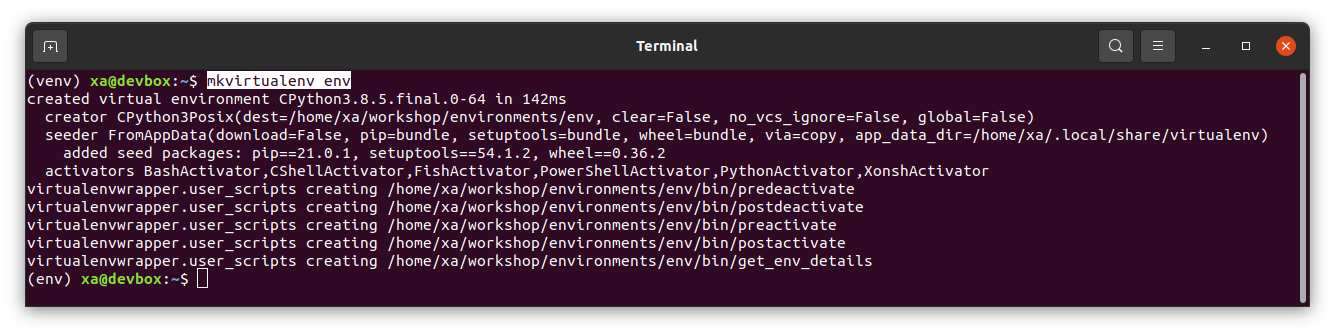 Terminal
(venv) xa@devbox:~$ mkvirtualenv env
created virtual environment CPython3.8.5.final.0-64 in 142ms
  creator CPython3Posix(dest=/home/xa/workshop/environments/env, clear=False, no_vcs_ignore=False, global=False)
  seeder FromAppData(download=False, pip=bundle, setuptools=bundle, wheel=bundle, via=copy, app_data_dir=/home/xa/.local/share/virtualenv)
    added seed packages: pip==21.0.1, setuptools==54.1.2, wheel==0.36.2
  activators BashActivator,CShellActivator,FishActivator,PowerShellActivator,PythonActivator,XonshActivator
virtualenvwrapper.user_scripts creating /home/xa/workshop/environments/env/bin/predeactivate
virtualenvwrapper.user_scripts creating /home/xa/workshop/environments/env/bin/postdeactivate
virtualenvwrapper.user_scripts creating /home/xa/workshop/environments/env/bin/preactivate
virtualenvwrapper.user_scripts creating /home/xa/workshop/environments/env/bin/postactivate
virtualenvwrapper.user_scripts creating /home/xa/workshop/environments/env/bin/get_env_details
(env) xa@devbox:~$